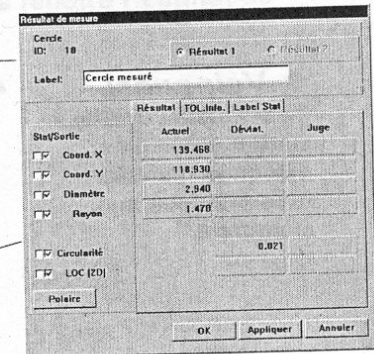 Résultat de mesure
Cercle
ID: 18
Résultat 1
Résultat 2
Label: Cercle mesuré
Résultat TOL.Info. Label Stat
Stat/Sortie Actuel Déviat. Juge
Coord. X 139.468
Coord. Y 118.930
Diamètre 2.940
Rayon 1.470
Circularité 0.021
LOC (2D)
Polaire
OK Appliquer Annuler